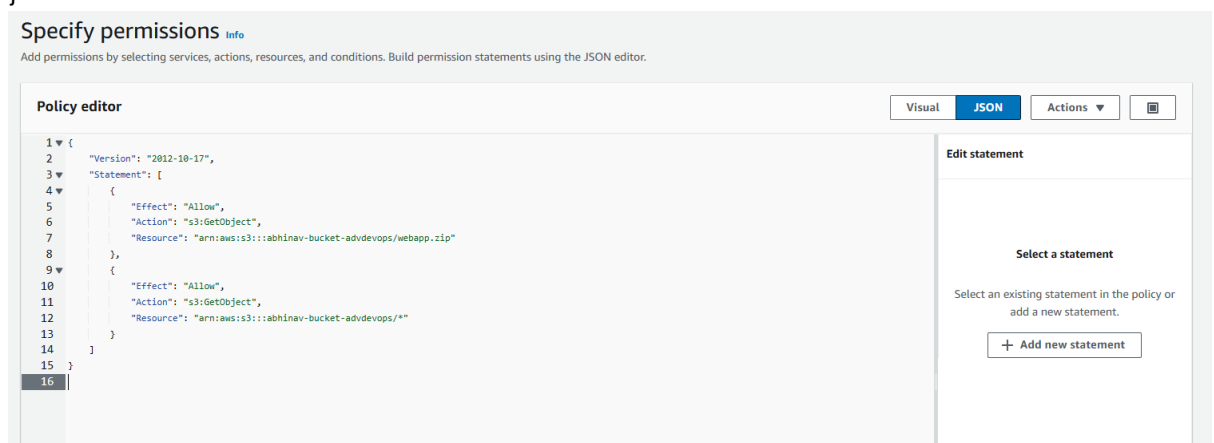 }
Specify permissions Info
Add permissions by selecting services, actions, resources, and conditions. Build permission statements using the JSON editor.
Policy editor
Visual
JSON
Actions ▼
1 ▼ {
2 "Version": "2012-10-17",
3 ▼ "Statement": [
4 ▼ {
5 "Effect": "Allow",
6 "Action": "s3:GetObject",
7 "Resource": "arn:aws:s3:::abhinav-bucket-advdevops/webapp.zip"
8 },
9 ▼ {
10 "Effect": "Allow",
11 "Action": "s3:GetObject",
12 "Resource": "arn:aws:s3:::abhinav-bucket-advdevops/*"
13 }
14 ]
15 }
16
Edit statement
Select a statement
Select an existing statement in the policy or
add a new statement.
+ Add new statement